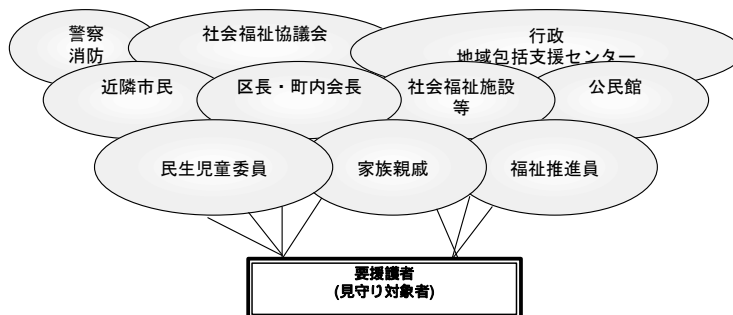 警察
消防
社会福祉協議会
行政
地域包括支援センター
近隣市民
区長・町内会長
社会福祉施設
等
公民館
民生児童委員
家族親戚
福祉推進員
要援護者
(見守り対象者)